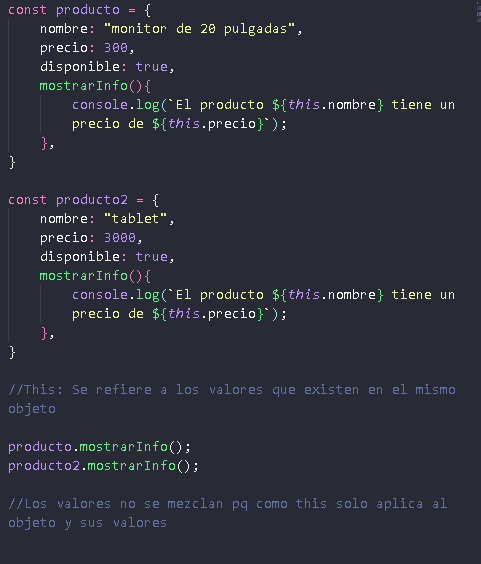 const producto = {
nombre: "monitor de 20 pulgadas",
precio: 300,
disponible: true,
mostrarInfo(){
console.log(`El producto ${this.nombre} tiene un
precio de ${this.precio}`);
},
}
const producto2 = {
nombre: "tablet",
precio: 3000,
disponible: true,
mostrarInfo(){
console.log(`El producto ${this.nombre} tiene un
precio de ${this.precio}`);
},
}
//This: Se refiere a los valores que existen en el mismo
objeto
producto.mostrarInfo();
producto2.mostrarInfo();
//Los valores no se mezclan pq como this solo aplica al
objeto y sus valores